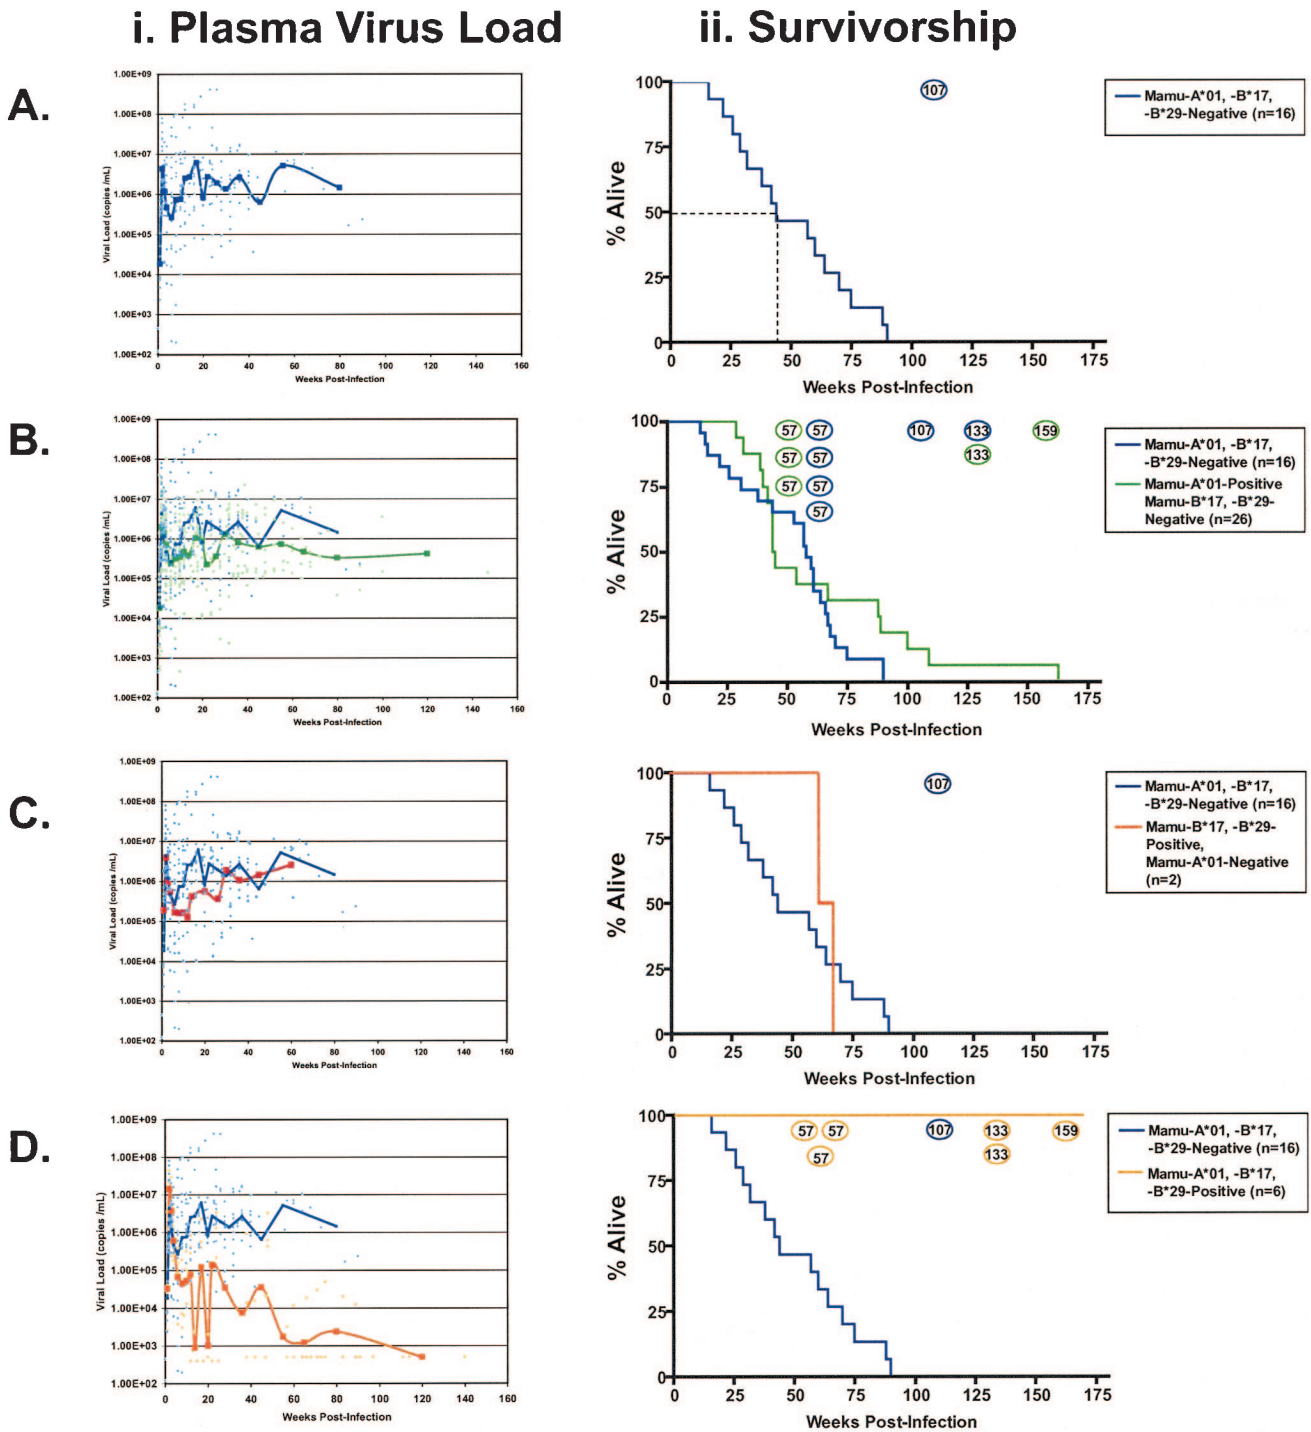 i. Plasma Virus Load
ii. Survivorship
A.
1.00E+09
1.00E+08
1.00E+07
1.00E+06
1.00E+05
1.00E+04
1.00E+03
1.00E+02
Viral Load (copies /mL)
0 20 40 60 80 100 120 140 160
Weeks Post-Infection
100
75
50
25
0
% Alive
107
0 25 50 75 100 125 150 175
Weeks Post-Infection
Mamu-A*01, -B*17,
-B*29-Negative (n=16)
B.
1.00E+09
1.00E+08
1.00E+07
1.00E+06
1.00E+05
1.00E+04
1.00E+03
1.00E+02
Viral Load (copies /mL)
0 20 40 60 80 100 120 140 160
Weeks Post-Infection
100
75
50
25
0
% Alive
57 57 107 133 159
57 57 133
57 57
57
0 25 50 75 100 125 150 175
Weeks Post-Infection
Mamu-A*01, -B*17,
-B*29-Negative (n=16)
Mamu-A*01-Positive
Mamu-B*17, -B*29-
Negative (n=26)
C.
1.00E+09
1.00E+08
1.00E+07
1.00E+06
1.00E+05
1.00E+04
1.00E+03
1.00E+02
Viral Load (copies /mL)
0 20 40 60 80 100 120 140 160
Weeks Post-Infection
100
75
50
25
0
% Alive
107
0 25 50 75 100 125 150 175
Weeks Post-Infection
Mamu-A*01, -B*17,
-B*29-Negative (n=16)
Mamu-B*17, -B*29-
Positive,
Mamu-A*01-Negative
(n=2)
D.
1.00E+09
1.00E+08
1.00E+07
1.00E+06
1.00E+05
1.00E+04
1.00E+03
1.00E+02
Viral Load (copies /mL)
0 20 40 60 80 100 120 140 160
Weeks Post-Infection
100
75
50
25
0
% Alive
57 57 107 133 159
57 133
0 25 50 75 100 125 150 175
Weeks Post-Infection
Mamu-A*01, -B*17,
-B*29-Negative (n=16)
Mamu-A*01, -B*17,
-B*29-Positive (n=6)